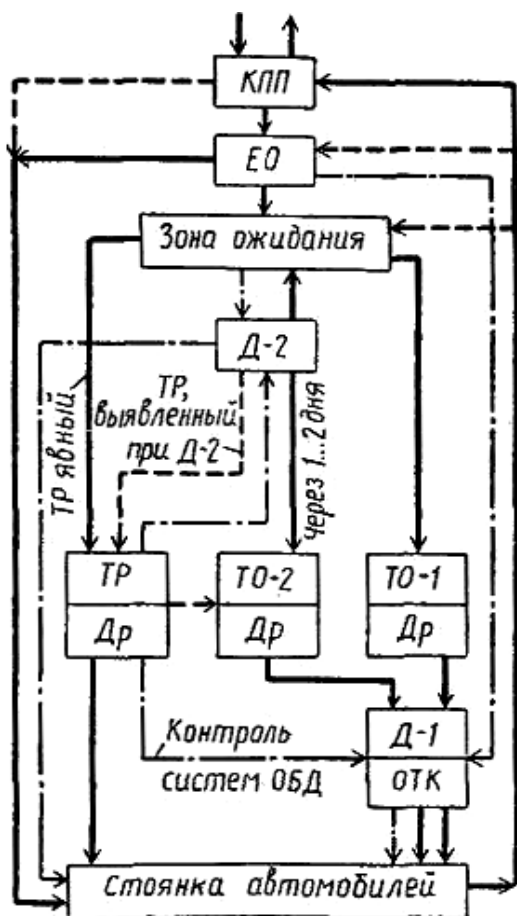 КПП
ЕО
Зона ожидания
Д-2
ТР явный
ТР,
выявленный
при Д-2
Через 1...2 дня
ТР
Др
ТО-2
Др
ТО-1
Др
Д-1
ОТК
Контроль
систем ОБД
Стоянка автомобилей